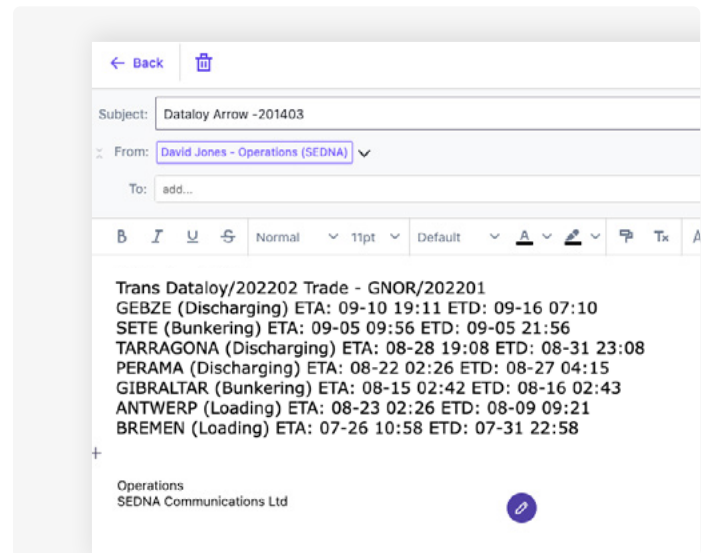 ← Back
Subject: Dataloy Arrow -201403
From: David Jones - Operations (SEDNA)
To: add...
B I U S Normal 11pt Default A Tx A
Trans Dataloy/202202 Trade - GNOR/202201
GEBZE (Discharging) ETA: 09-10 19:11 ETD: 09-16 07:10
SETE (Bunkering) ETA: 09-05 09:56 ETD: 09-05 21:56
TARRAGONA (Discharging) ETA: 08-28 19:08 ETD: 08-31 23:08
PERAMA (Discharging) ETA: 08-22 02:26 ETD: 08-27 04:15
GIBRALTAR (Bunkering) ETA: 08-15 02:42 ETD: 08-16 02:43
ANTWERP (Loading) ETA: 08-23 02:26 ETD: 08-09 09:21
BREMEN (Loading) ETA: 07-26 10:58 ETD: 07-31 22:58
+
Operations
SEDNA Communications Ltd